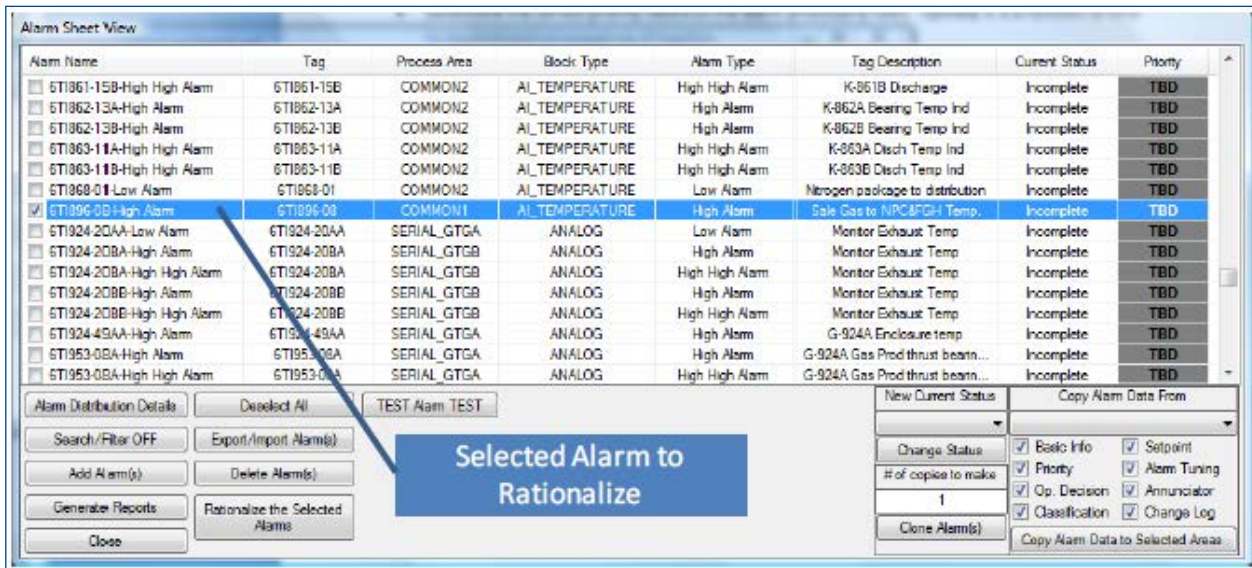 Alarm Sheet View
Alarm Name Tag Process Area Block Type Alarm Type Tag Description Current Status Priority
6TI861-15B-High High Alarm 6TI861-15B COMMON2 AI_TEMPERATURE High High Alarm K-861B Discharge Incomplete TBD
6TI862-13A-High Alarm 6TI862-13A COMMON2 AI_TEMPERATURE High Alarm K-862A Bearing Temp Ind Incomplete TBD
6TI862-13B-High Alarm 6TI862-13B COMMON2 AI_TEMPERATURE High Alarm K-862B Bearing Temp Ind Incomplete TBD
6TI863-11A-High High Alarm 6TI863-11A COMMON2 AI_TEMPERATURE High High Alarm K-863A Disch Temp Ind Incomplete TBD
6TI863-11B-High High Alarm 6TI863-11B COMMON2 AI_TEMPERATURE High High Alarm K-863B Disch Temp Ind Incomplete TBD
6TI868-01-Low Alarm 6TI868-01 COMMON2 AI_TEMPERATURE Low Alarm Nitrogen package to distribution Incomplete TBD
6TI896-08-High Alarm 6TI896-08 COMMON1 AI_TEMPERATURE High Alarm Sale Gas to NPC&FGH Temp. Incomplete TBD
6TI924-20AA-Low Alarm 6TI924-20AA SERIAL_GTGA ANALOG Low Alarm Monitor Exhaust Temp Incomplete TBD
6TI924-20BA-High Alarm 6TI924-20BA SERIAL_GTGB ANALOG High Alarm Monitor Exhaust Temp Incomplete TBD
6TI924-20BA-High High Alarm 6TI924-20BA SERIAL_GTGB ANALOG High High Alarm Monitor Exhaust Temp Incomplete TBD
6TI924-20BB-High Alarm 6TI924-20BB SERIAL_GTGB ANALOG High Alarm Monitor Exhaust Temp Incomplete TBD
6TI924-20BB-High High Alarm 6TI924-20BB SERIAL_GTGB ANALOG High High Alarm Monitor Exhaust Temp Incomplete TBD
6TI924-49AA-High Alarm 6TI924-49AA SERIAL_GTGA ANALOG High Alarm G-924A Enclosure temp Incomplete TBD
6TI953-08A-High Alarm 6TI953-08A SERIAL_GTGA ANALOG High Alarm G-924A Gas Prod thrust bearin... Incomplete TBD
6TI953-08A-High High Alarm 6TI953-08A SERIAL_GTGA ANALOG High High Alarm G-924A Gas Prod thrust bearin... Incomplete TBD
Alarm Distribution Details Deselect All TEST Alarm TEST New Current Status Copy Alarm Data From
Search/Filter OFF Export/Import Alarm(s) Change Status Basic Info Setpoint
Add Alarm(s) Delete Alarm(s) # of copies to make Priority Alarm Tuning
1 Op. Decision Annunciator
Generate Reports Rationalize the Selected
Alarms Classification Change Log
Close Clone Alarm(s) Copy Alarm Data to Selected Areas
Selected Alarm to
Rationalize